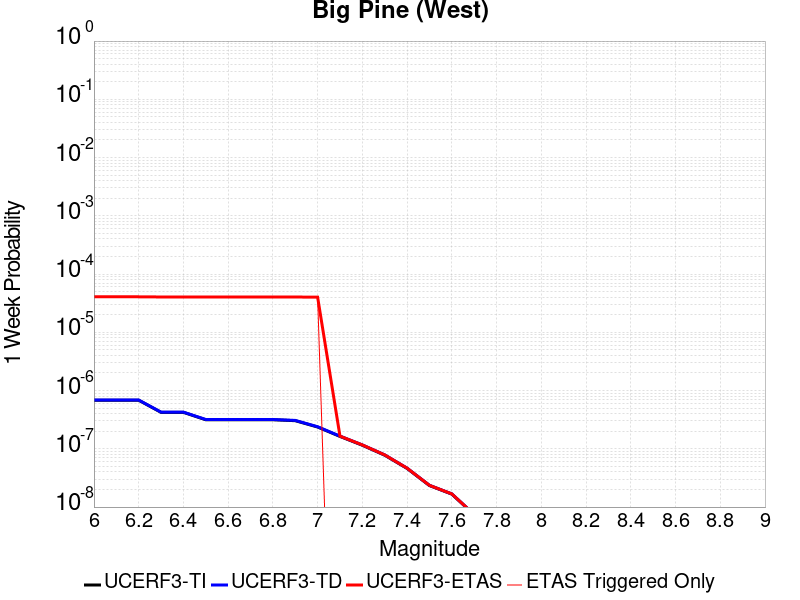 Big Pine (West)
10 0
10 -1
10 -2
10 -3
10 -4
10 -5
10 -6
10 -7
10 -8
1 Week Probability
6 6.2 6.4 6.6 6.8 7 7.2 7.4 7.6 7.8 8 8.2 8.4 8.6 8.8 9
Magnitude
UCERF3-TI UCERF3-TD UCERF3-ETAS ETAS Triggered Only